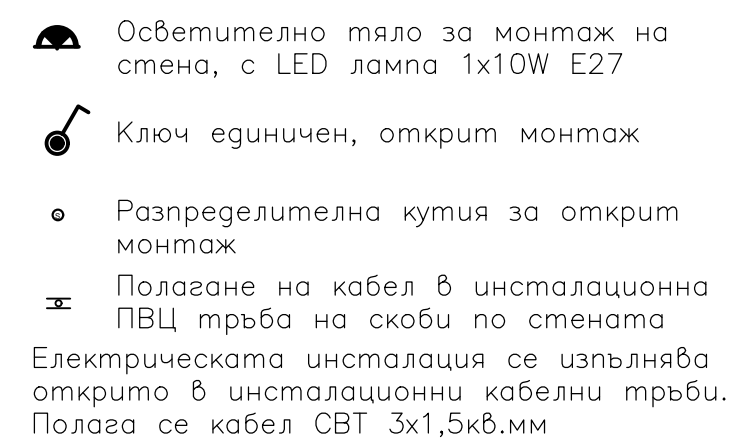 Осветително тяло за монтаж на
стена, с LED лампа 1x10W E27
Ключ единичен, открит монтаж
Разпределителна кутия за открит
монтаж
Полагане на кабел в инсталационна
ПВЦ тръба на скоби по стената
Електрическата инсталация се изпълнява
открито в инсталационни кабелни тръби.
Полага се кабел СВТ 3x1,5кв.мм